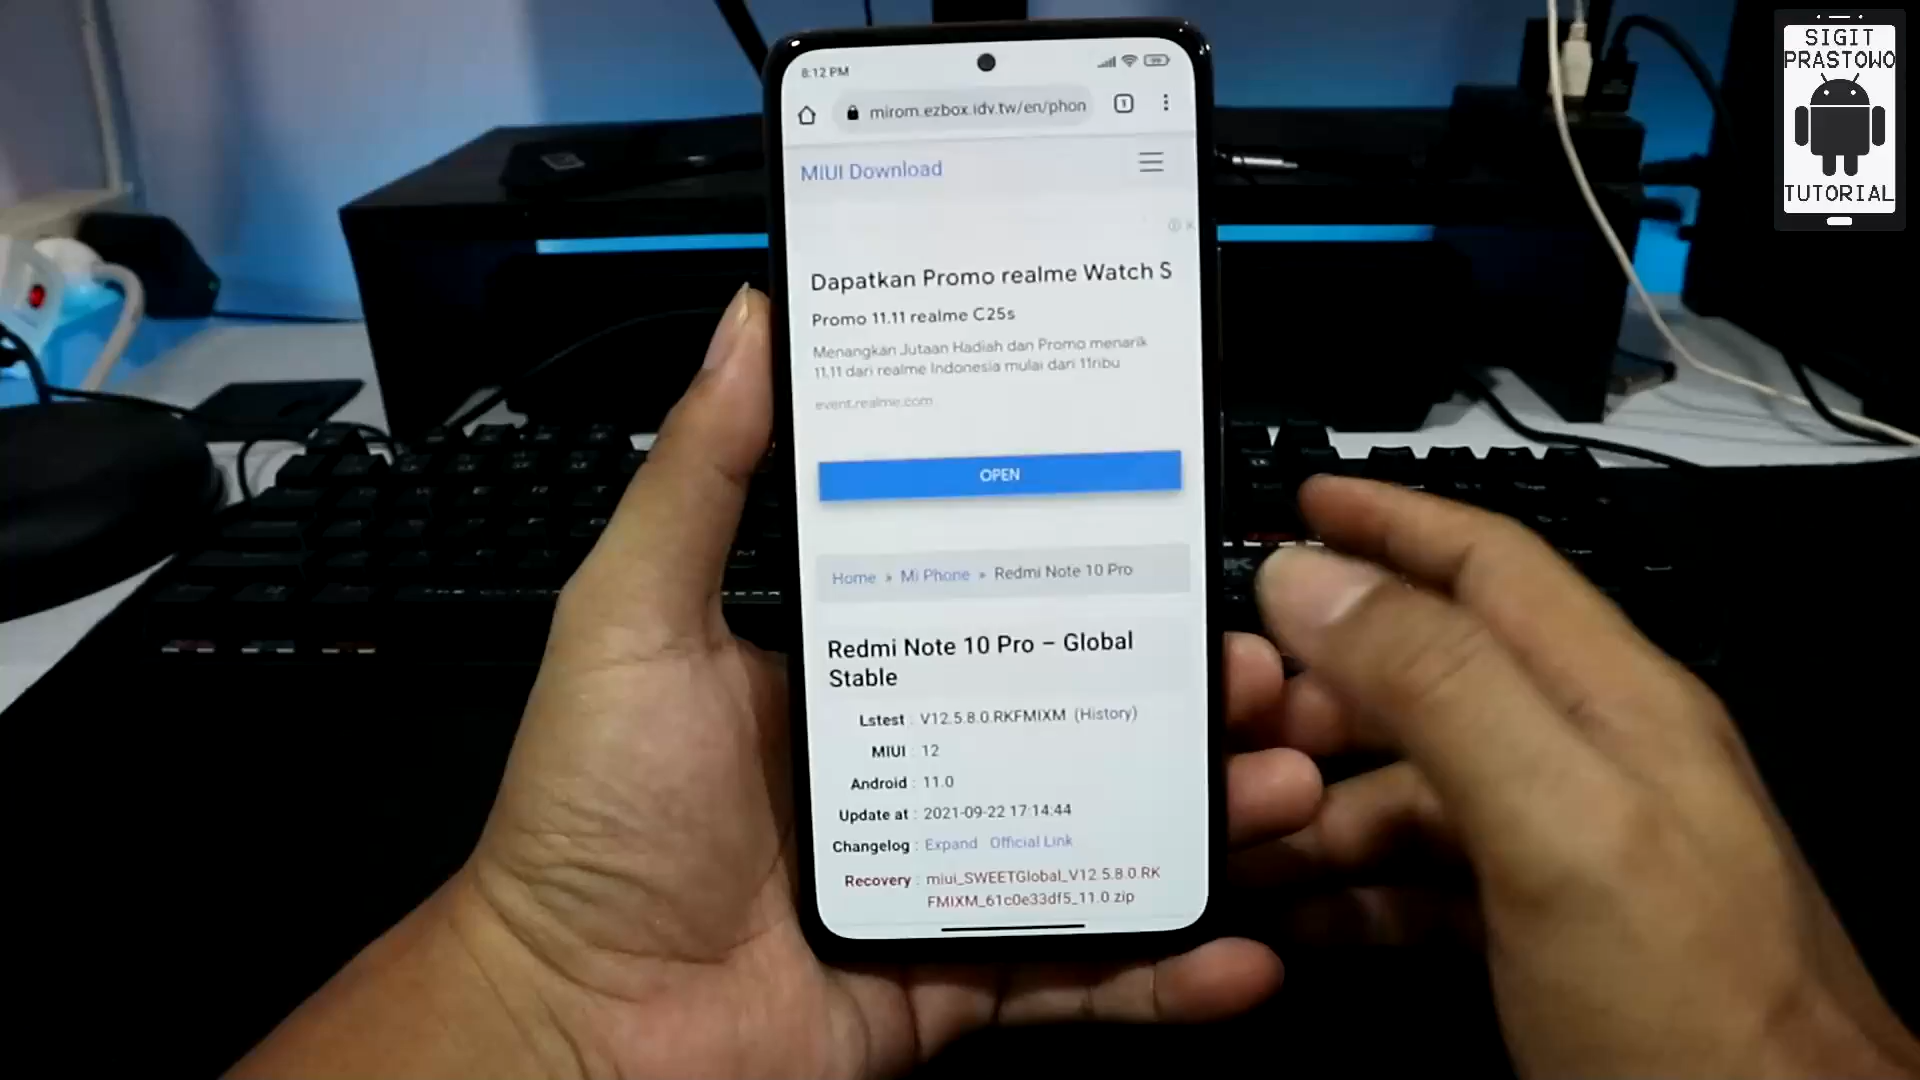 SIGIT
PRASTOWO
TUTORIAL
8:12 PM
mirom.ezbox.idv.tw/en/phon
1
MIUI Download
Dapatkan Promo realme Watch S
Promo 11.11 realme C25s
Menangkan Jutaan Hadiah dan Promo menarik
11.11 dari realme Indonesia mulai dari 11ribu
event.realme.com
OPEN
Home » Mi Phone » Redmi Note 10 Pro
Redmi Note 10 Pro – Global
Stable
Lstest : V12.5.8.0.RKFMIXM (History)
MIUI : 12
Android : 11.0
Update at : 2021-09-22 17:14:44
Changelog : Expand Official Link
Recovery : miui_SWEETGlobal_V12.5.8.0.RK
FMIXM_61c0e33df5_11.0.zip